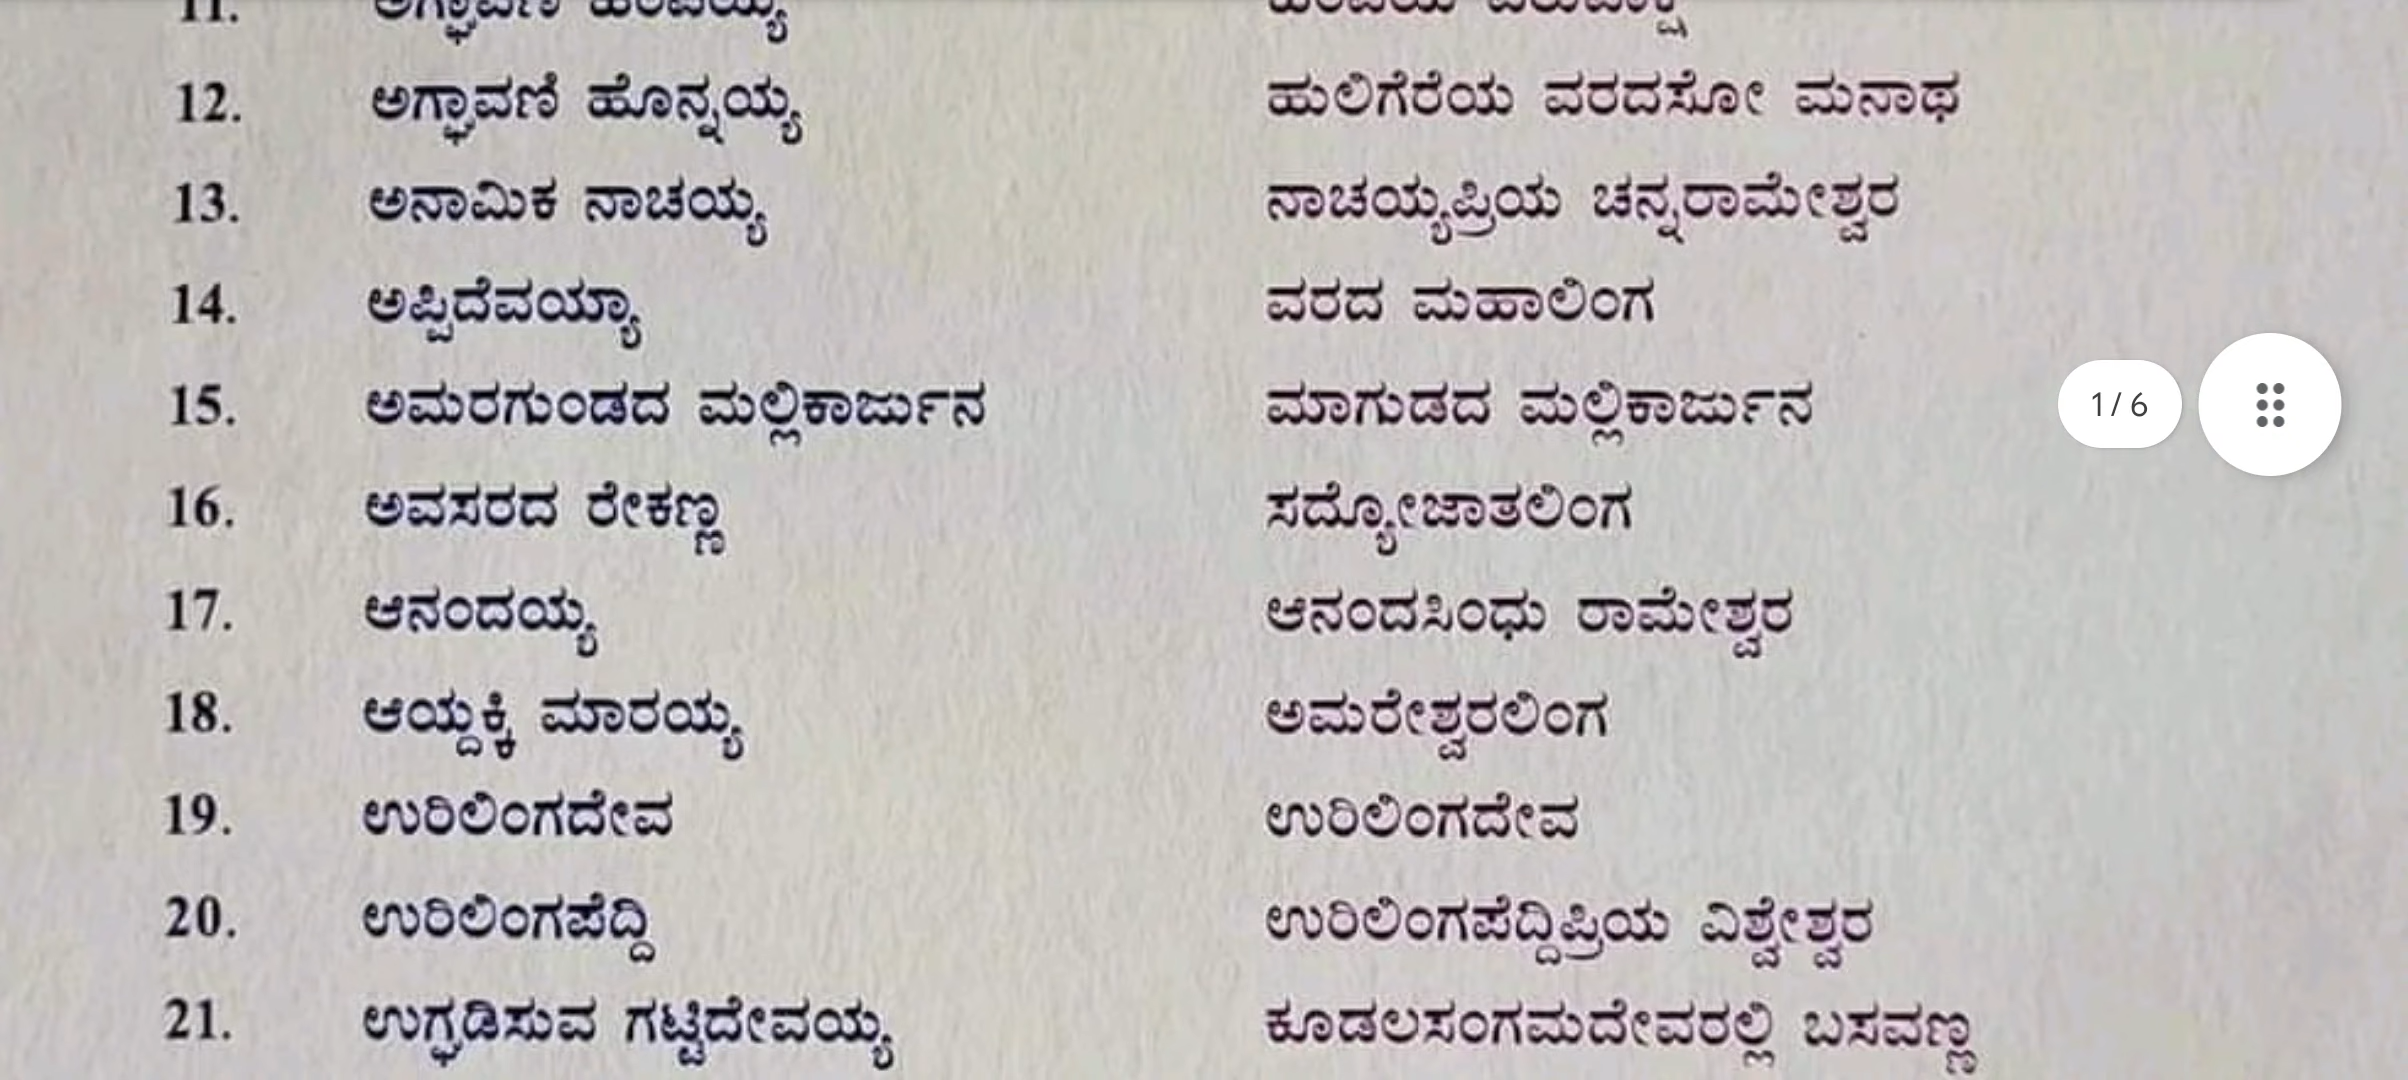 12. ಅಗ್ಘಾವಣಿ ಹೊನ್ನಯ್ಯ ಹುಲಿಗೆರೆಯ ವರದಸೋ ಮನಾಥ
13. ಅನಾಮಿಕ ನಾಚಯ್ಯ ನಾಚಯ್ಯಪ್ರಿಯ ಚನ್ನರಾಮೇಶ್ವರ
14. ಅಪ್ಪಿದೆವಯ್ಯಾ ವರದ ಮಹಾಲಿಂಗ
15. ಅಮರಗುಂಡದ ಮಲ್ಲಿಕಾರ್ಜುನ ಮಾಗುಡದ ಮಲ್ಲಿಕಾರ್ಜುನ
1/6
16. ಅವಸರದ ರೇಕಣ್ಣ ಸದ್ಯೋಜಾತಲಿಂಗ
17. ಆನಂದಯ್ಯ ಆನಂದಸಿಂಧು ರಾಮೇಶ್ವರ
18. ಆಯ್ದಕ್ಕಿ ಮಾರಯ್ಯ ಅಮರೇಶ್ವರಲಿಂಗ
19. ಉರಿಲಿಂಗದೇವ ಉರಿಲಿಂಗದೇವ
20. ಉರಿಲಿಂಗಪೆದ್ದಿ ಉರಿಲಿಂಗಪೆದ್ದಿಪ್ರಿಯ ವಿಶ್ವೇಶ್ವರ
21. ಉಗ್ಘಡಿಸುವ ಗಟ್ಟಿದೇವಯ್ಯ ಕೂಡಲಸಂಗಮದೇವರಲ್ಲಿ ಬಸವಣ್ಣ